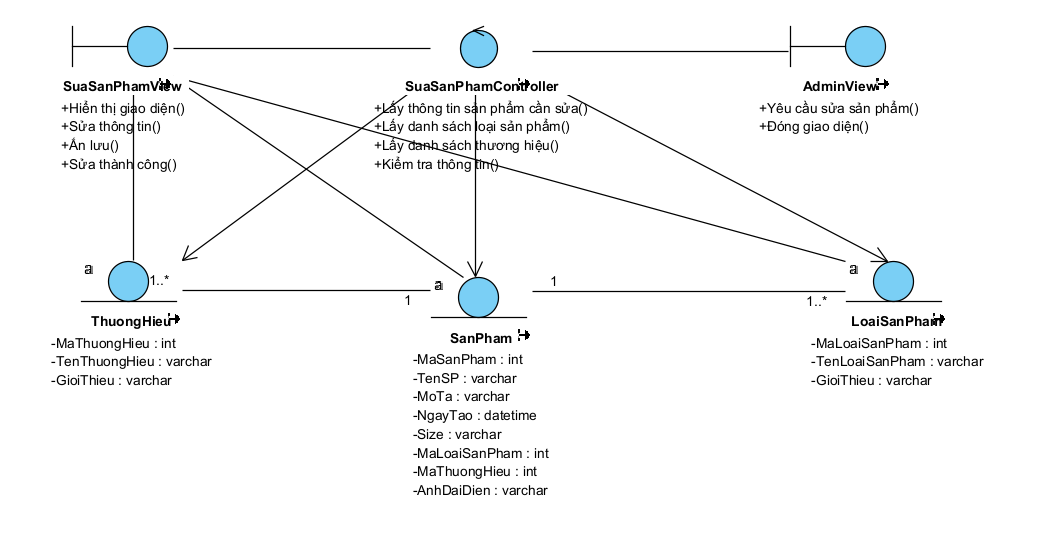 SuaSanPhamView
+Hiển thị giao diện()
+Sửa thông tin()
+Ấn lưu()
+Sửa thành công()
SuaSanPhamController
+Lấy thông tin sản phẩm cần sửa()
+Lấy danh sách loại sản phẩm()
+Lấy danh sách thương hiệu()
+Kiểm tra thông tin()
AdminView
+Yêu cầu sửa sản phẩm()
+Đóng giao diện()
a
1..*
1
a
1
1..*
a
ThuongHieu
-MaThuongHieu : int
-TenThuongHieu : varchar
-GioiThieu : varchar
SanPham
-MaSanPham : int
-TenSP : varchar
-MoTa : varchar
-NgayTao : datetime
-Size : varchar
-MaLoaiSanPham : int
-MaThuongHieu : int
-AnhDaiDien : varchar
LoaiSanPham
-MaLoaiSanPham : int
-TenLoaiSanPham : varchar
-GioiThieu : varchar